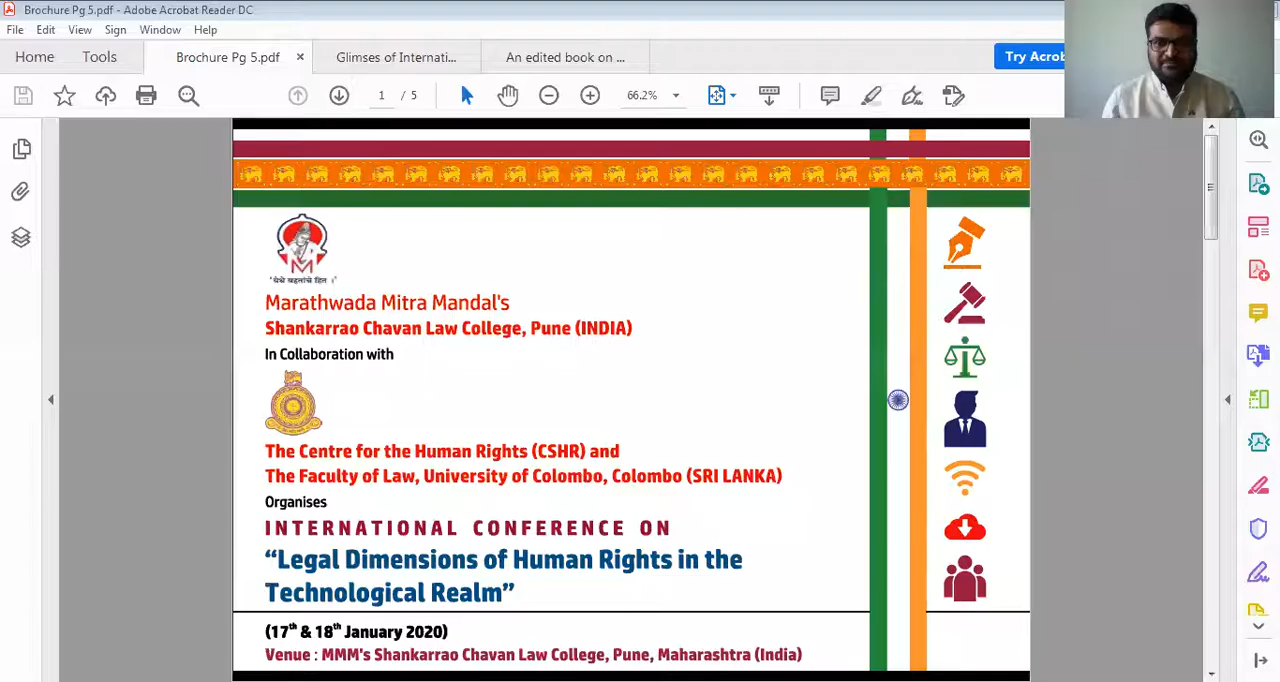 Brochure Pg 5.pdf - Adobe Acrobat Reader DC
File Edit View Sign Window Help
Home Tools Brochure Pg 5.pdf × Glimses of Internati... An edited book on ... Try Acrob
1 / 5 66.2%
"येथे बहुतांचे हित ।"
Marathwada Mitra Mandal's
Shankarrao Chavan Law College, Pune (INDIA)
In Collaboration with
The Centre for the Human Rights (CSHR) and
The Faculty of Law, University of Colombo, Colombo (SRI LANKA)
Organises
INTERNATIONAL CONFERENCE ON
“Legal Dimensions of Human Rights in the
Technological Realm”
(17th & 18th January 2020)
Venue : MMM's Shankarrao Chavan Law College, Pune, Maharashtra (India)